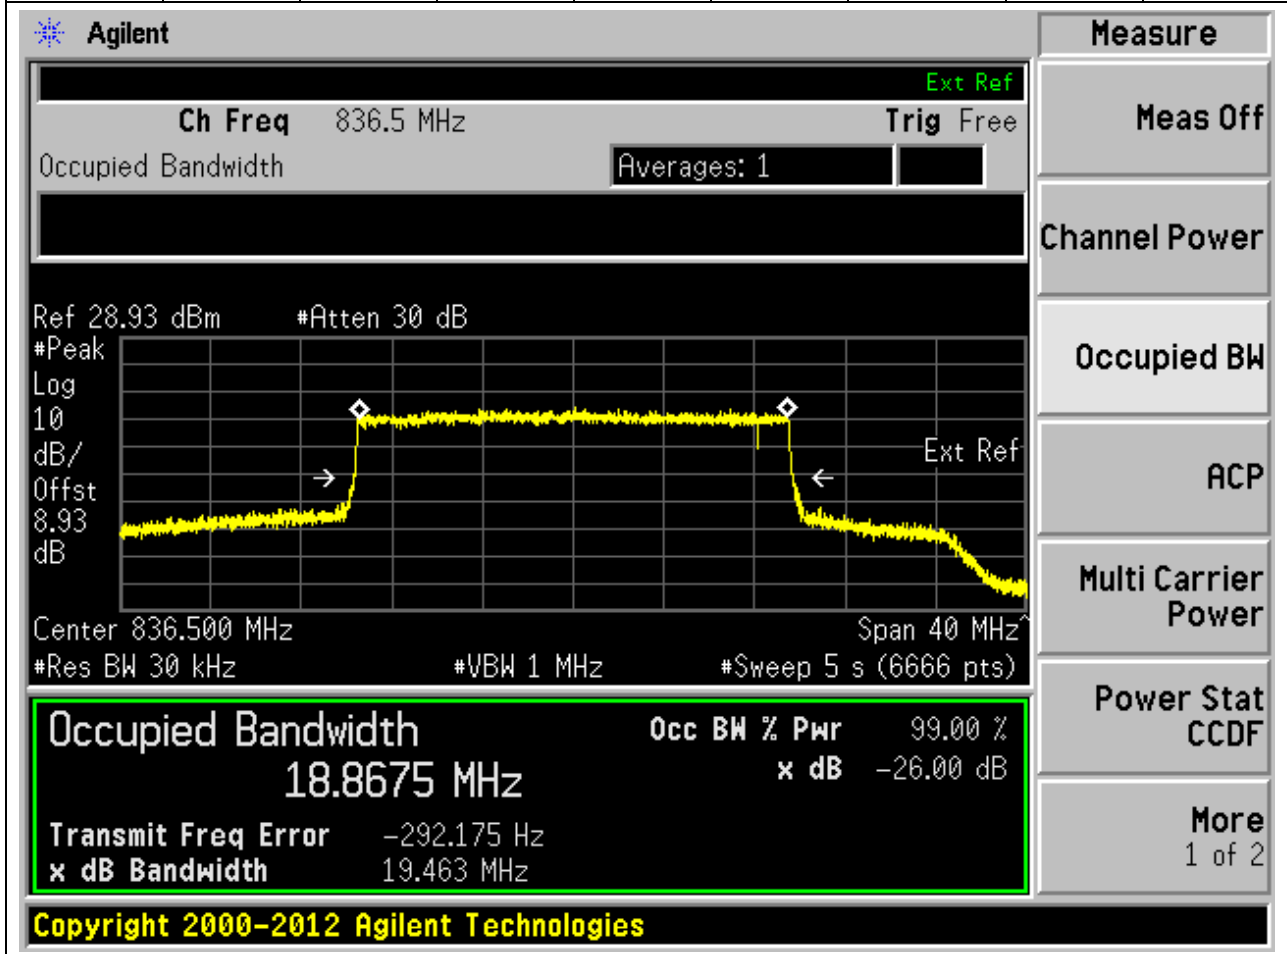 Agilent
Measure
Ext Ref
Ch Freq 836.5 MHz Trig Free
Occupied Bandwidth Averages: 1
Meas Off
Channel Power
Occupied BW
ACP
Multi Carrier
Power
Power Stat
CCDF
More
1 of 2
Ref 28.93 dBm #Atten 30 dB
#Peak
Log
10
dB/
Offst
8.93
dB
Ext Ref
Center 836.500 MHz Span 40 MHz^
#Res BW 30 kHz #VBW 1 MHz #Sweep 5 s (6666 pts)
Occupied Bandwidth Occ BW % Pwr 99.00 %
18.8675 MHz x dB -26.00 dB
Transmit Freq Error -292.175 Hz
x dB Bandwidth 19.463 MHz
Copyright 2000-2012 Agilent Technologies